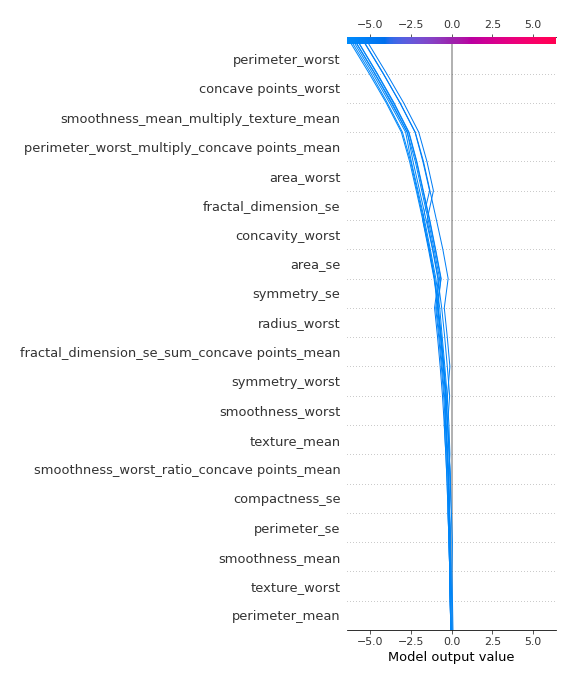 −5.0 −2.5 0.0 2.5 5.0
perimeter_worst
concave points_worst
smoothness_mean_multiply_texture_mean
perimeter_worst_multiply_concave points_mean
area_worst
fractal_dimension_se
concavity_worst
area_se
symmetry_se
radius_worst
fractal_dimension_se_sum_concave points_mean
symmetry_worst
smoothness_worst
texture_mean
smoothness_worst_ratio_concave points_mean
compactness_se
perimeter_se
smoothness_mean
texture_worst
perimeter_mean
−5.0 −2.5 0.0 2.5 5.0
Model output value